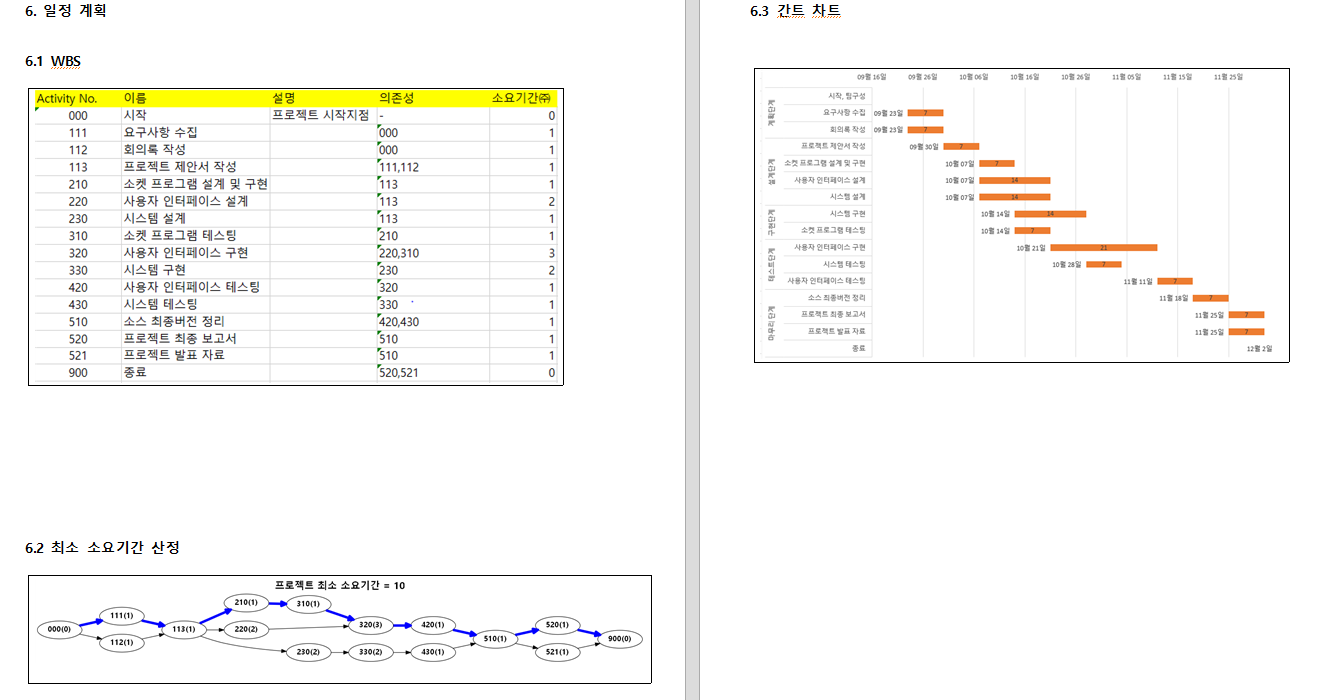 6. 일정 계획
6.1 WBS
Activity No. 이름 설명 의존성 소요기간㈜
000 시작 프로젝트 시작지점 - 0
111 요구사항 수집 000 1
112 회의록 작성 000 1
113 프로젝트 제안서 작성 111,112 1
210 소켓 프로그램 설계 및 구현 113 1
220 사용자 인터페이스 설계 113 2
230 시스템 설계 113 1
310 소켓 프로그램 테스팅 210 1
320 사용자 인터페이스 구현 220,310 3
330 시스템 구현 230 2
420 사용자 인터페이스 테스팅 320 1
430 시스템 테스팅 330 1
510 소스 최종버전 정리 420,430 1
520 프로젝트 최종 보고서 510 1
521 프로젝트 발표 자료 510 1
900 종료 520,521 0
6.2 최소 소요기간 산정
프로젝트 최소 소요기간 = 10
000(0)
111(1)
112(1)
113(1)
210(1)
310(1)
220(2)
320(3)
420(1)
230(2)
330(2)
430(1)
510(1)
520(1)
521(1)
900(0)
6.3 간트 차트
09월 16일 09월 26일 10월 06일 10월 16일 10월 26일 11월 05일 11월 15일 11월 25일
계획단계
시작, 팀구성
요구사항 수집 09월 23일 7
회의록 작성 09월 23일 7
설계단계
프로젝트 제안서 작성 09월 30일 7
소켓 프로그램 설계 및 구현 10월 07일 7
사용자 인터페이스 설계 10월 07일 14
시스템 설계 10월 07일 14
구현단계
시스템 구현 10월 14일 14
소켓 프로그램 테스팅 10월 14일 7
테스트단계
사용자 인터페이스 구현 10월 21일 21
시스템 테스팅 10월 28일 7
사용자 인터페이스 테스팅 11월 11일 7
마무리단계
소스 최종버전 정리 11월 18일 7
프로젝트 최종 보고서 11월 25일 7
프로젝트 발표 자료 11월 25일 7
종료 12월 2일